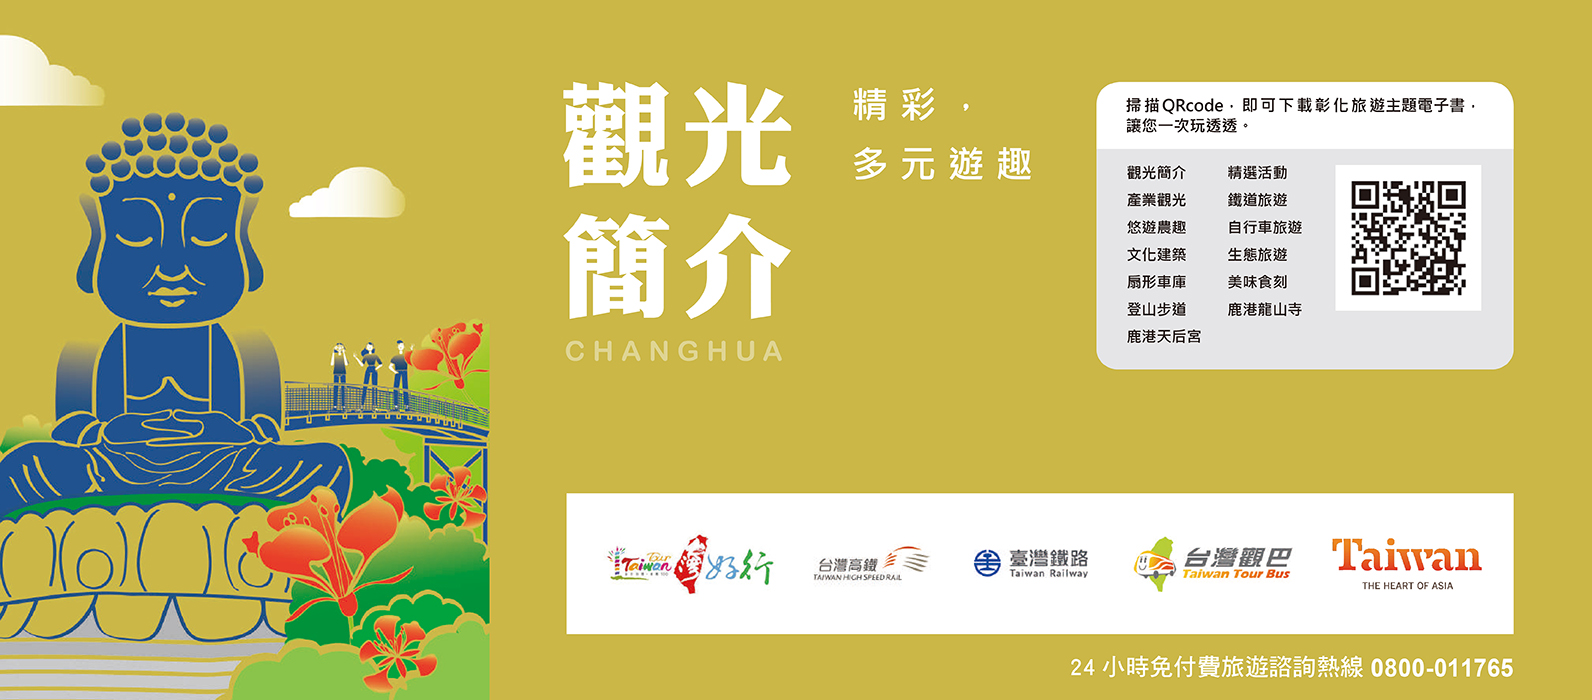 觀光
簡介
CHANGHUA
精彩，
多元遊趣
掃描QRcode，即可下載彰化旅遊主題電子書，
讓您一次玩透透。
觀光簡介 精選活動
產業觀光 鐵道旅遊
悠遊農趣 自行車旅遊
文化建築 生態旅遊
扇形車庫 美味食刻
登山步道 鹿港龍山寺
鹿港天后宮
Tour
Taiwan
灣好行
台灣高鐵
TAIWAN HIGH SPEED RAIL
臺灣鐵路
Taiwan Railway
台灣觀巴
Taiwan Tour Bus
Taiwan
THE HEART OF ASIA
24 小時免付費旅遊諮詢熱線 0800-011765